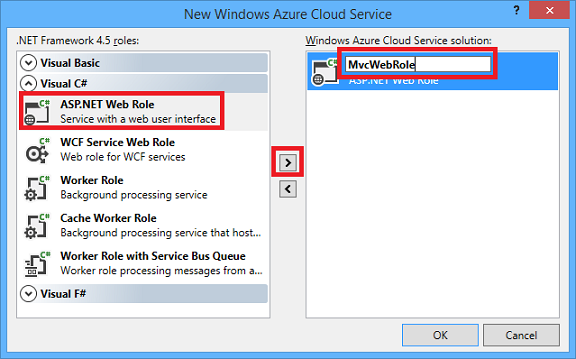 New Windows Azure Cloud Service
? ×
.NET Framework 4.5 roles:
Visual Basic
Visual C#
C#
ASP.NET Web Role
Service with a web user interface
C#
WCF Service Web Role
Web role for WCF services
C#
Worker Role
Background processing service
C#
Cache Worker Role
Background processing service that host...
C#
Worker Role with Service Bus Queue
Worker role processing messages from a...
Visual F#
>
<
Windows Azure Cloud Service solution:
C#
MvcWebRole
ASP.NET Web Role
OK
Cancel